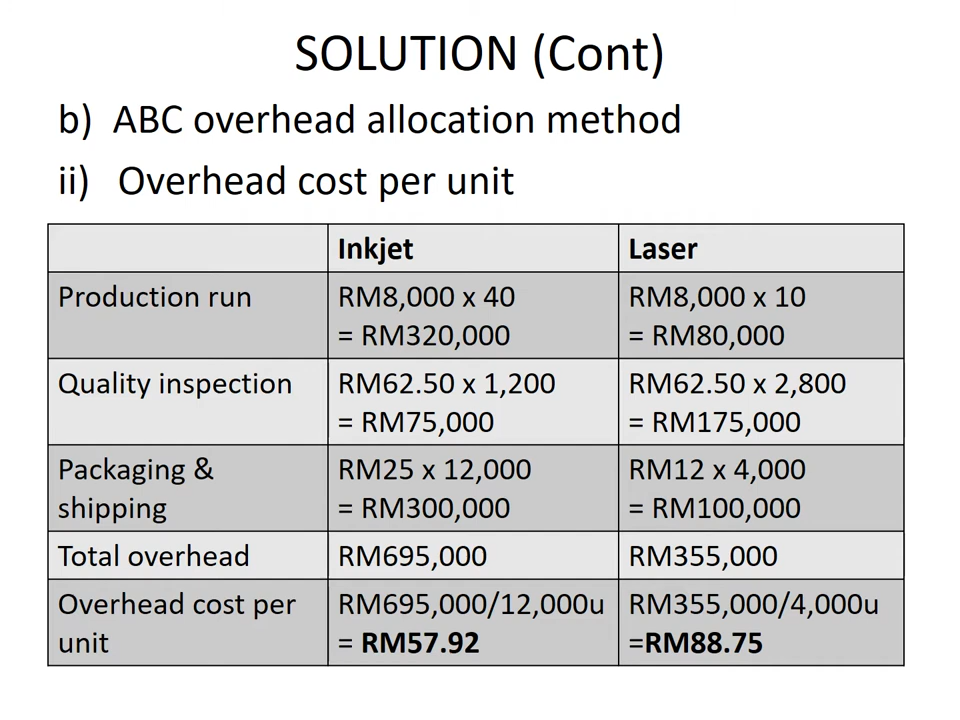 SOLUTION (Cont)
b) ABC overhead allocation method
ii) Overhead cost per unit
Inkjet Laser
Production run RM8,000 x 40 RM8,000 x 10
= RM320,000 = RM80,000
Quality inspection RM62.50 x 1,200 RM62.50 x 2,800
= RM75,000 = RM175,000
Packaging & RM25 x 12,000 RM12 x 4,000
shipping = RM300,000 = RM100,000
Total overhead RM695,000 RM355,000
Overhead cost per RM695,000/12,000u RM355,000/4,000u
unit = RM57.92 =RM88.75